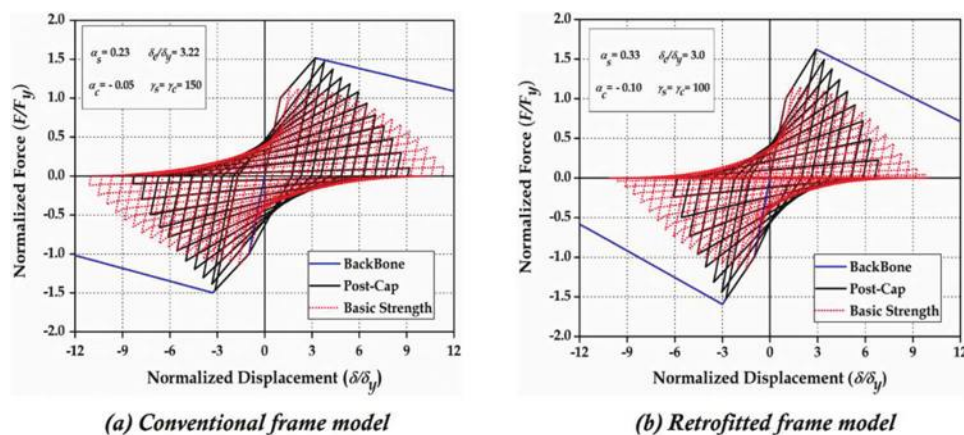 2.0
1.5
1.0
0.5
0.0
-0.5
-1.0
-1.5
-2.0
Normalized Force (F/Fy)
αs = 0.23 δc/δy= 3.22
αc = - 0.05 γs= γc= 150
BackBone
Post-Cap
Basic Strength
-12 -9 -6 -3 0 3 6 9 12
Normalized Displacement (δ/δy)
(a) Conventional frame model
2.0
1.5
1.0
0.5
0.0
-0.5
-1.0
-1.5
-2.0
Normalized Force (F/Fy)
αs = 0.33 δc/δy= 3.0
αc = - 0.10 γs= γc= 100
BackBone
Post-Cap
Basic Strength
-12 -9 -6 -3 0 3 6 9 12
Normalized Displacement (δ/δy)
(b) Retrofitted frame model